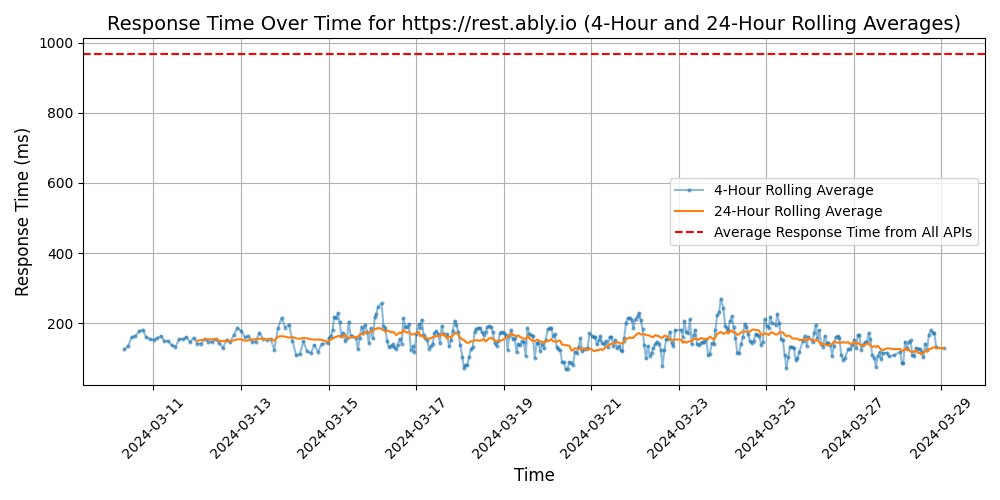 Response Time Over Time for https://rest.ably.io (4-Hour and 24-Hour Rolling Averages)
Response Time (ms)
1000
800
600
400
200
4-Hour Rolling Average
24-Hour Rolling Average
Average Response Time from All APIs
2024-03-11
2024-03-13
2024-03-15
2024-03-17
2024-03-19
2024-03-21
2024-03-23
2024-03-25
2024-03-27
2024-03-29
Time